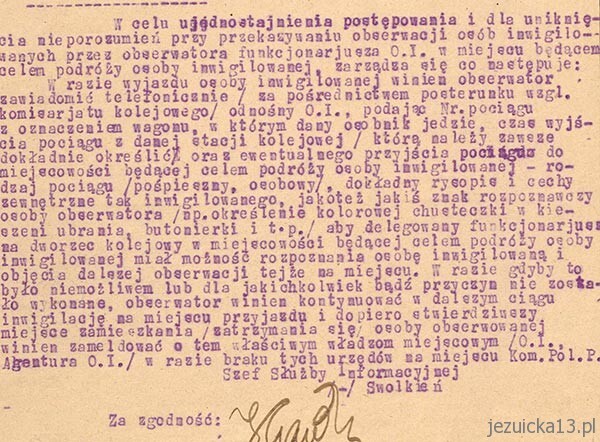 W celu ujednostajnienia postępowania i dla uniknię-
cia nieporozumień przy przekazywaniu obserwacji osób inwigilo-
wanych przez obserwatora funkcjonarjusza O.I. w miejscu będącem
celem podróży osoby inwigilowanej, zarządza się co następuje:
W razie wyjazdu osoby inwigilowanej winien obserwator
zawiadomić telefonicznie / za pośrednictwem posterunku wzgl.
komisarjatu kolejowego/ odnośny O.I., podając Nr. pociągu
z oznaczeniem wagonu, w którym dany osobnik jedzie, czas wyjś-
cia pociągu z danej stacji kolejowej / którą należy zawsze
dokładnie określić/ oraz ewentualnego przyjścia pociągu do
miejscowości będącej celem podróży osoby inwigilowanej - ro-
dzaj pociągu /pośpieszny, osobowy/, dokładny rysopis i cechy
zewnętrzne tak inwigilowanego, jakoteż jakiś znak rozpoznawczy
osoby obserwatora /np.określenie kolorowej chusteczki w kie-
szeni ubrania, butonierki i t.p./ aby delegowany funkcjonarjusz
na dworzec kolejowy w miejscowości będącej celem podróży osoby
inwigilowanej miał możność rozpoznania osobę inwigilowaną i
objęcia dalszej obserwacji tejże na miejscu. W razie gdyby to
było niemożliwem lub dla jakichkolwiek bądź przyczyn nie zosta-
ło wykonane, obserwator winien kontynuować w dalszym ciągu
inwigilację na miejscu przyjazdu i dopiero stwierdziwszy
miejsce zamieszkania /zatrzymania się/ osoby obserwowanej
winien zameldować o tem właściwym władzom miejscowym /O.I.,
Agentura O.I./ w razie braku tych urzędów na miejscu Kom.Pol.P.
Szef Służby Informacyjnej
-/ Swolkień
Za zgodność:
jezuicka13.pl